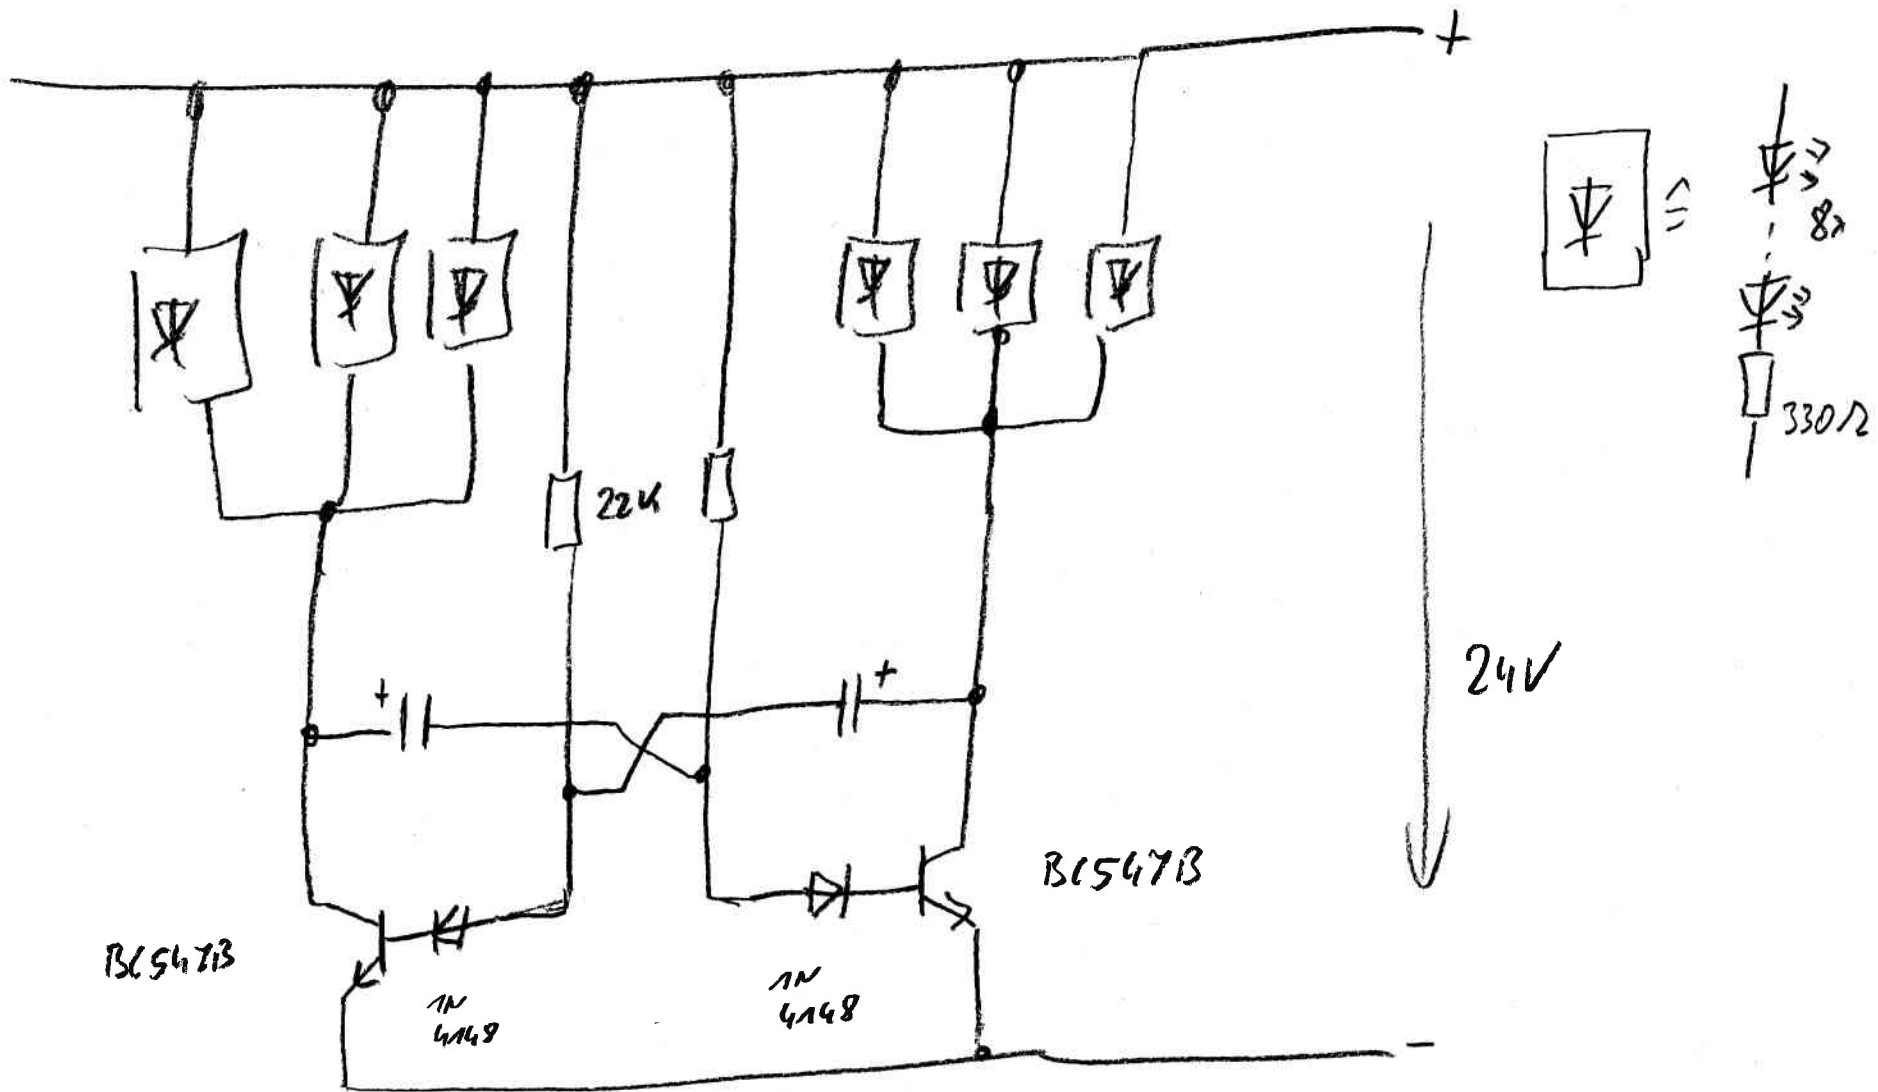 +
8x
330Ω
22K
+
+
24V
BC547B
BC547B
1N
4148
1N
4148
-